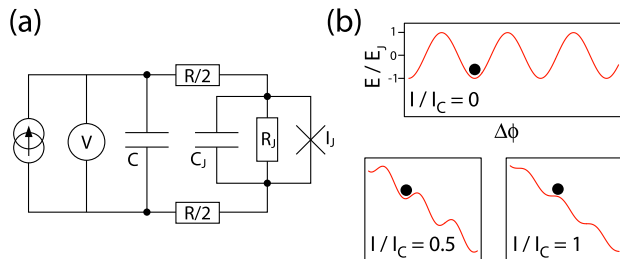 (a)
R/2
V
C
C_J
R_J
I_J
R/2
(b)
E / E_J
1
0
-1
I / I_C = 0
Δϕ
I / I_C = 0.5
I / I_C = 1